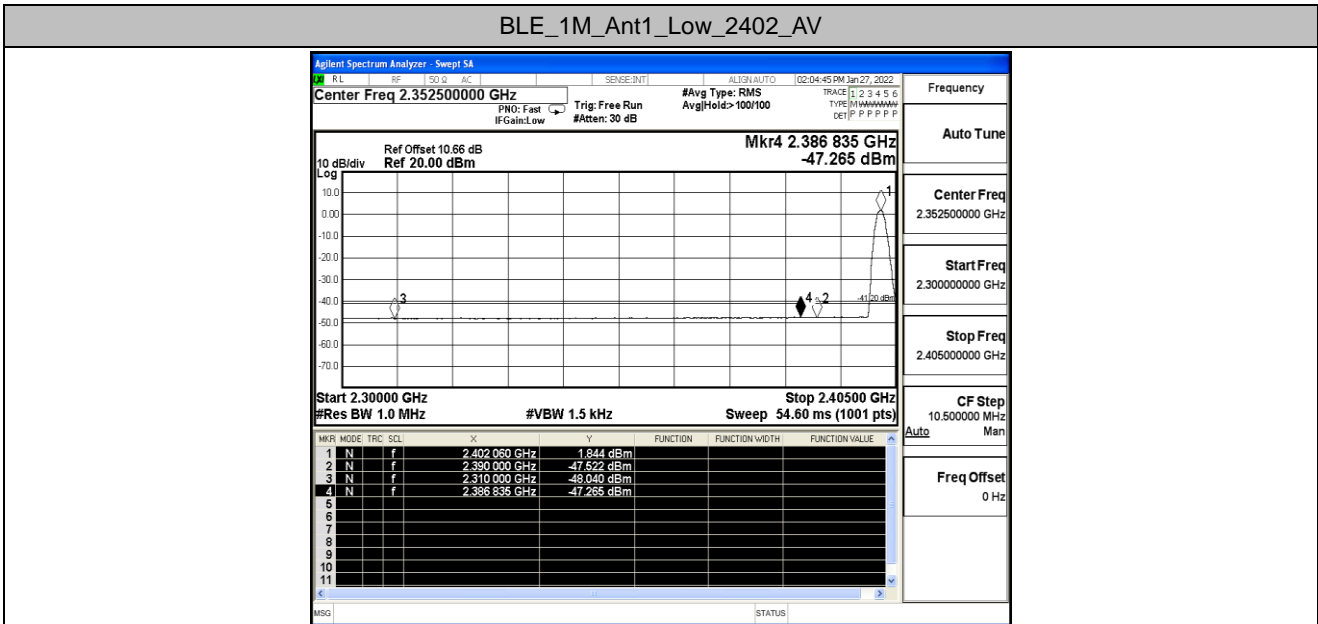 BLE_1M_Ant1_Low_2402_AV
Agilent Spectrum Analyzer - Swept SA
RL RF 50 Ω AC SENSE:INT ALIGN AUTO 02:04:45 PM Jan 27, 2022
Center Freq 2.352500000 GHz #Avg Type: RMS TRACE 1 2 3 4 5 6
PNO: Fast Trig: Free Run Avg|Hold:>100/100 TYPE M
IFGain:Low #Atten: 30 dB DET P P P P P P
Mkr4 2.386 835 GHz
-47.265 dBm
Ref Offset 10.66 dB
10 dB/div Ref 20.00 dBm
Log
10.0
0.00
-10.0
-20.0
-30.0
-40.0
-50.0
-60.0
-70.0
1
3
4
2
-41.20 dBm
Start 2.30000 GHz Stop 2.40500 GHz
#Res BW 1.0 MHz #VBW 1.5 kHz Sweep 54.60 ms (1001 pts)
MKR MODE TRC SCL X Y FUNCTION FUNCTION WIDTH FUNCTION VALUE
1 N f 2.402 060 GHz 1.844 dBm
2 N f 2.390 000 GHz -47.522 dBm
3 N f 2.310 000 GHz -48.040 dBm
4 N f 2.386 835 GHz -47.265 dBm
5
6
7
8
9
10
11
MSG STATUS
Frequency
Auto Tune
Center Freq
2.352500000 GHz
Start Freq
2.300000000 GHz
Stop Freq
2.405000000 GHz
CF Step
10.500000 MHz
Auto Man
Freq Offset
0 Hz